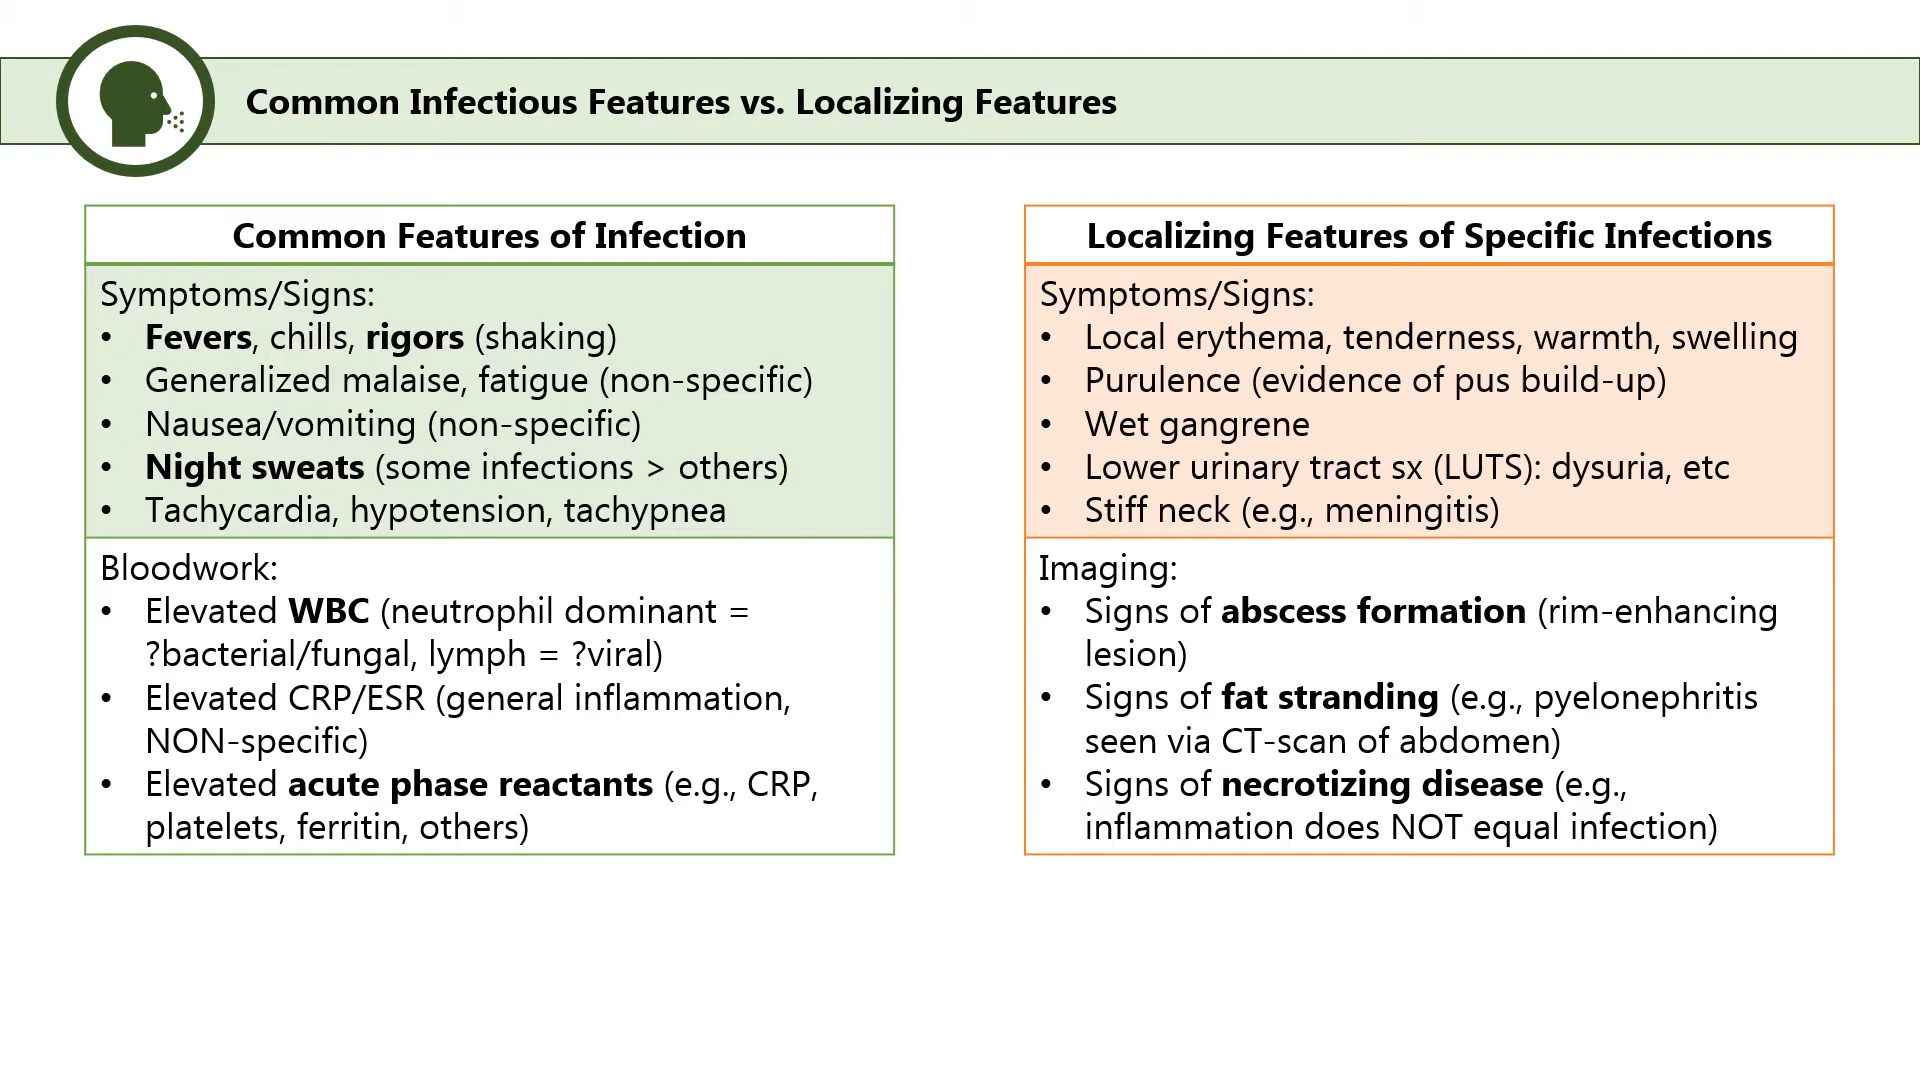 Common Infectious Features vs. Localizing Features
Common Features of Infection
Symptoms/Signs:
• Fevers, chills, rigors (shaking)
• Generalized malaise, fatigue (non-specific)
• Nausea/vomiting (non-specific)
• Night sweats (some infections > others)
• Tachycardia, hypotension, tachypnea
Bloodwork:
• Elevated WBC (neutrophil dominant =
?bacterial/fungal, lymph = ?viral)
• Elevated CRP/ESR (general inflammation,
NON-specific)
• Elevated acute phase reactants (e.g., CRP,
platelets, ferritin, others)
Localizing Features of Specific Infections
Symptoms/Signs:
• Local erythema, tenderness, warmth, swelling
• Purulence (evidence of pus build-up)
• Wet gangrene
• Lower urinary tract sx (LUTS): dysuria, etc
• Stiff neck (e.g., meningitis)
Imaging:
• Signs of abscess formation (rim-enhancing
lesion)
• Signs of fat stranding (e.g., pyelonephritis
seen via CT-scan of abdomen)
• Signs of necrotizing disease (e.g.,
inflammation does NOT equal infection)